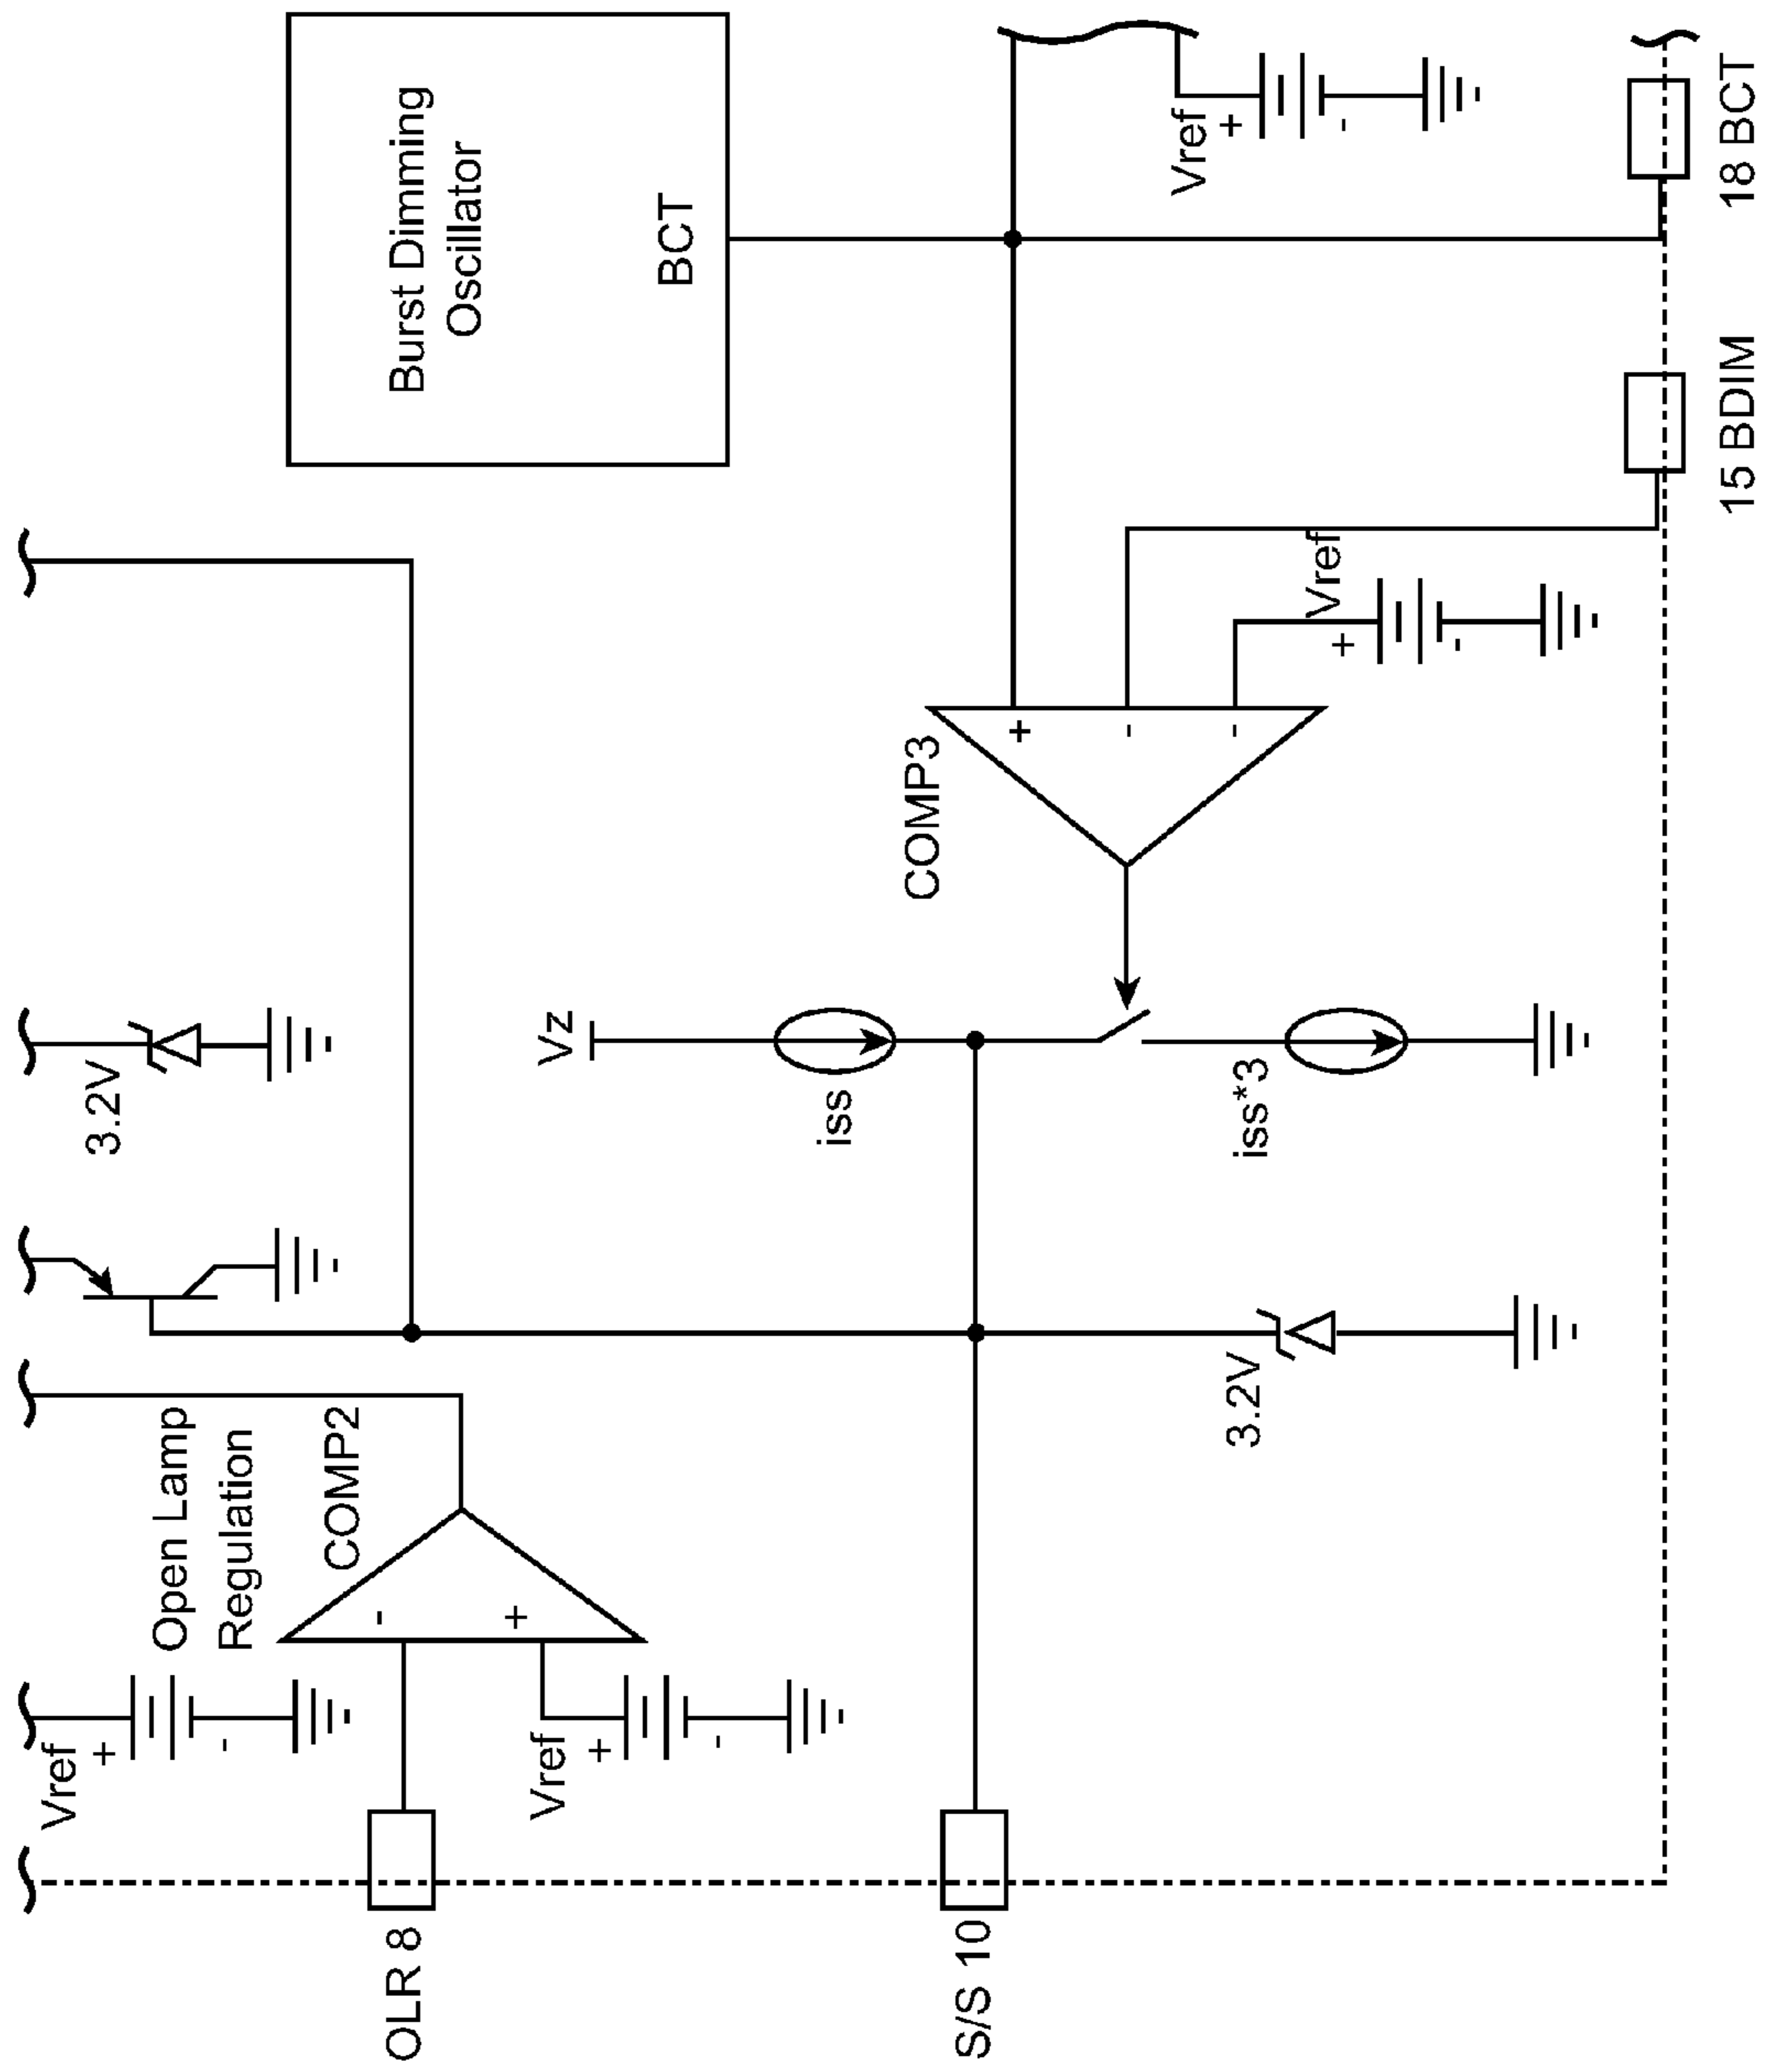 Vref
+
-
3.2V
Open Lamp
Regulation
COMP2
-
+
OLR 8
Burst Dimming
Oscillator
BCT
Vref
+
-
Vz
iss
COMP3
+
-
-
S/S 10
Vref
+
-
3.2V
iss*3
Vref
+
-
15 BDIM
18 BCT